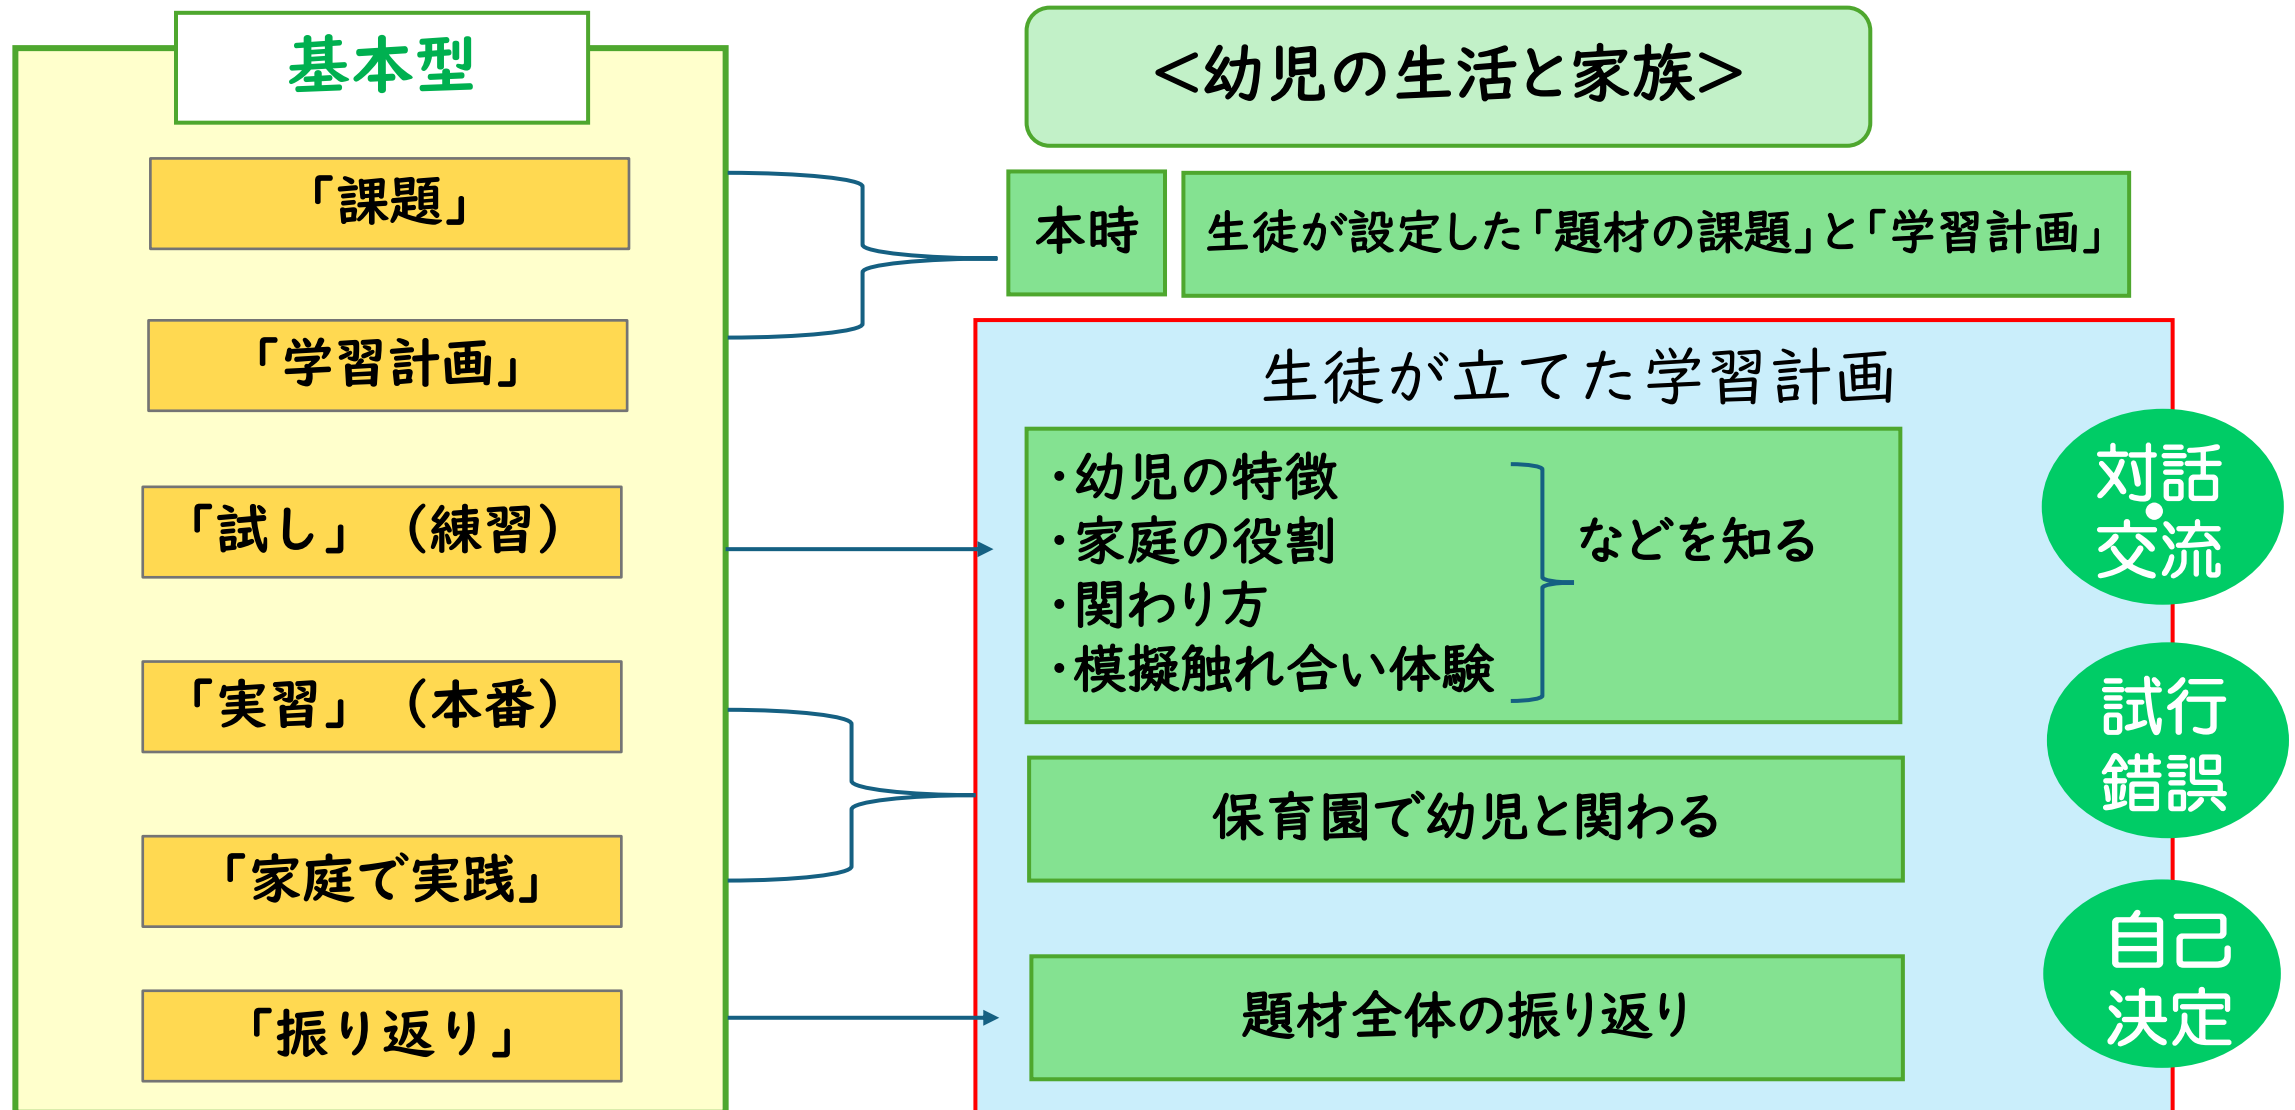 基本型
「課題」
「学習計画」
「試し」（練習）
「実習」（本番）
「家庭で実践」
「振り返り」
<幼児の生活と家族>
本時
生徒が設定した「題材の課題」と「学習計画」
生徒が立てた学習計画
・幼児の特徴
・家庭の役割
・関わり方
・模擬触れ合い体験
などを知る
保育園で幼児と関わる
題材全体の振り返り
対話
・
交流
試行
錯誤
自己
決定